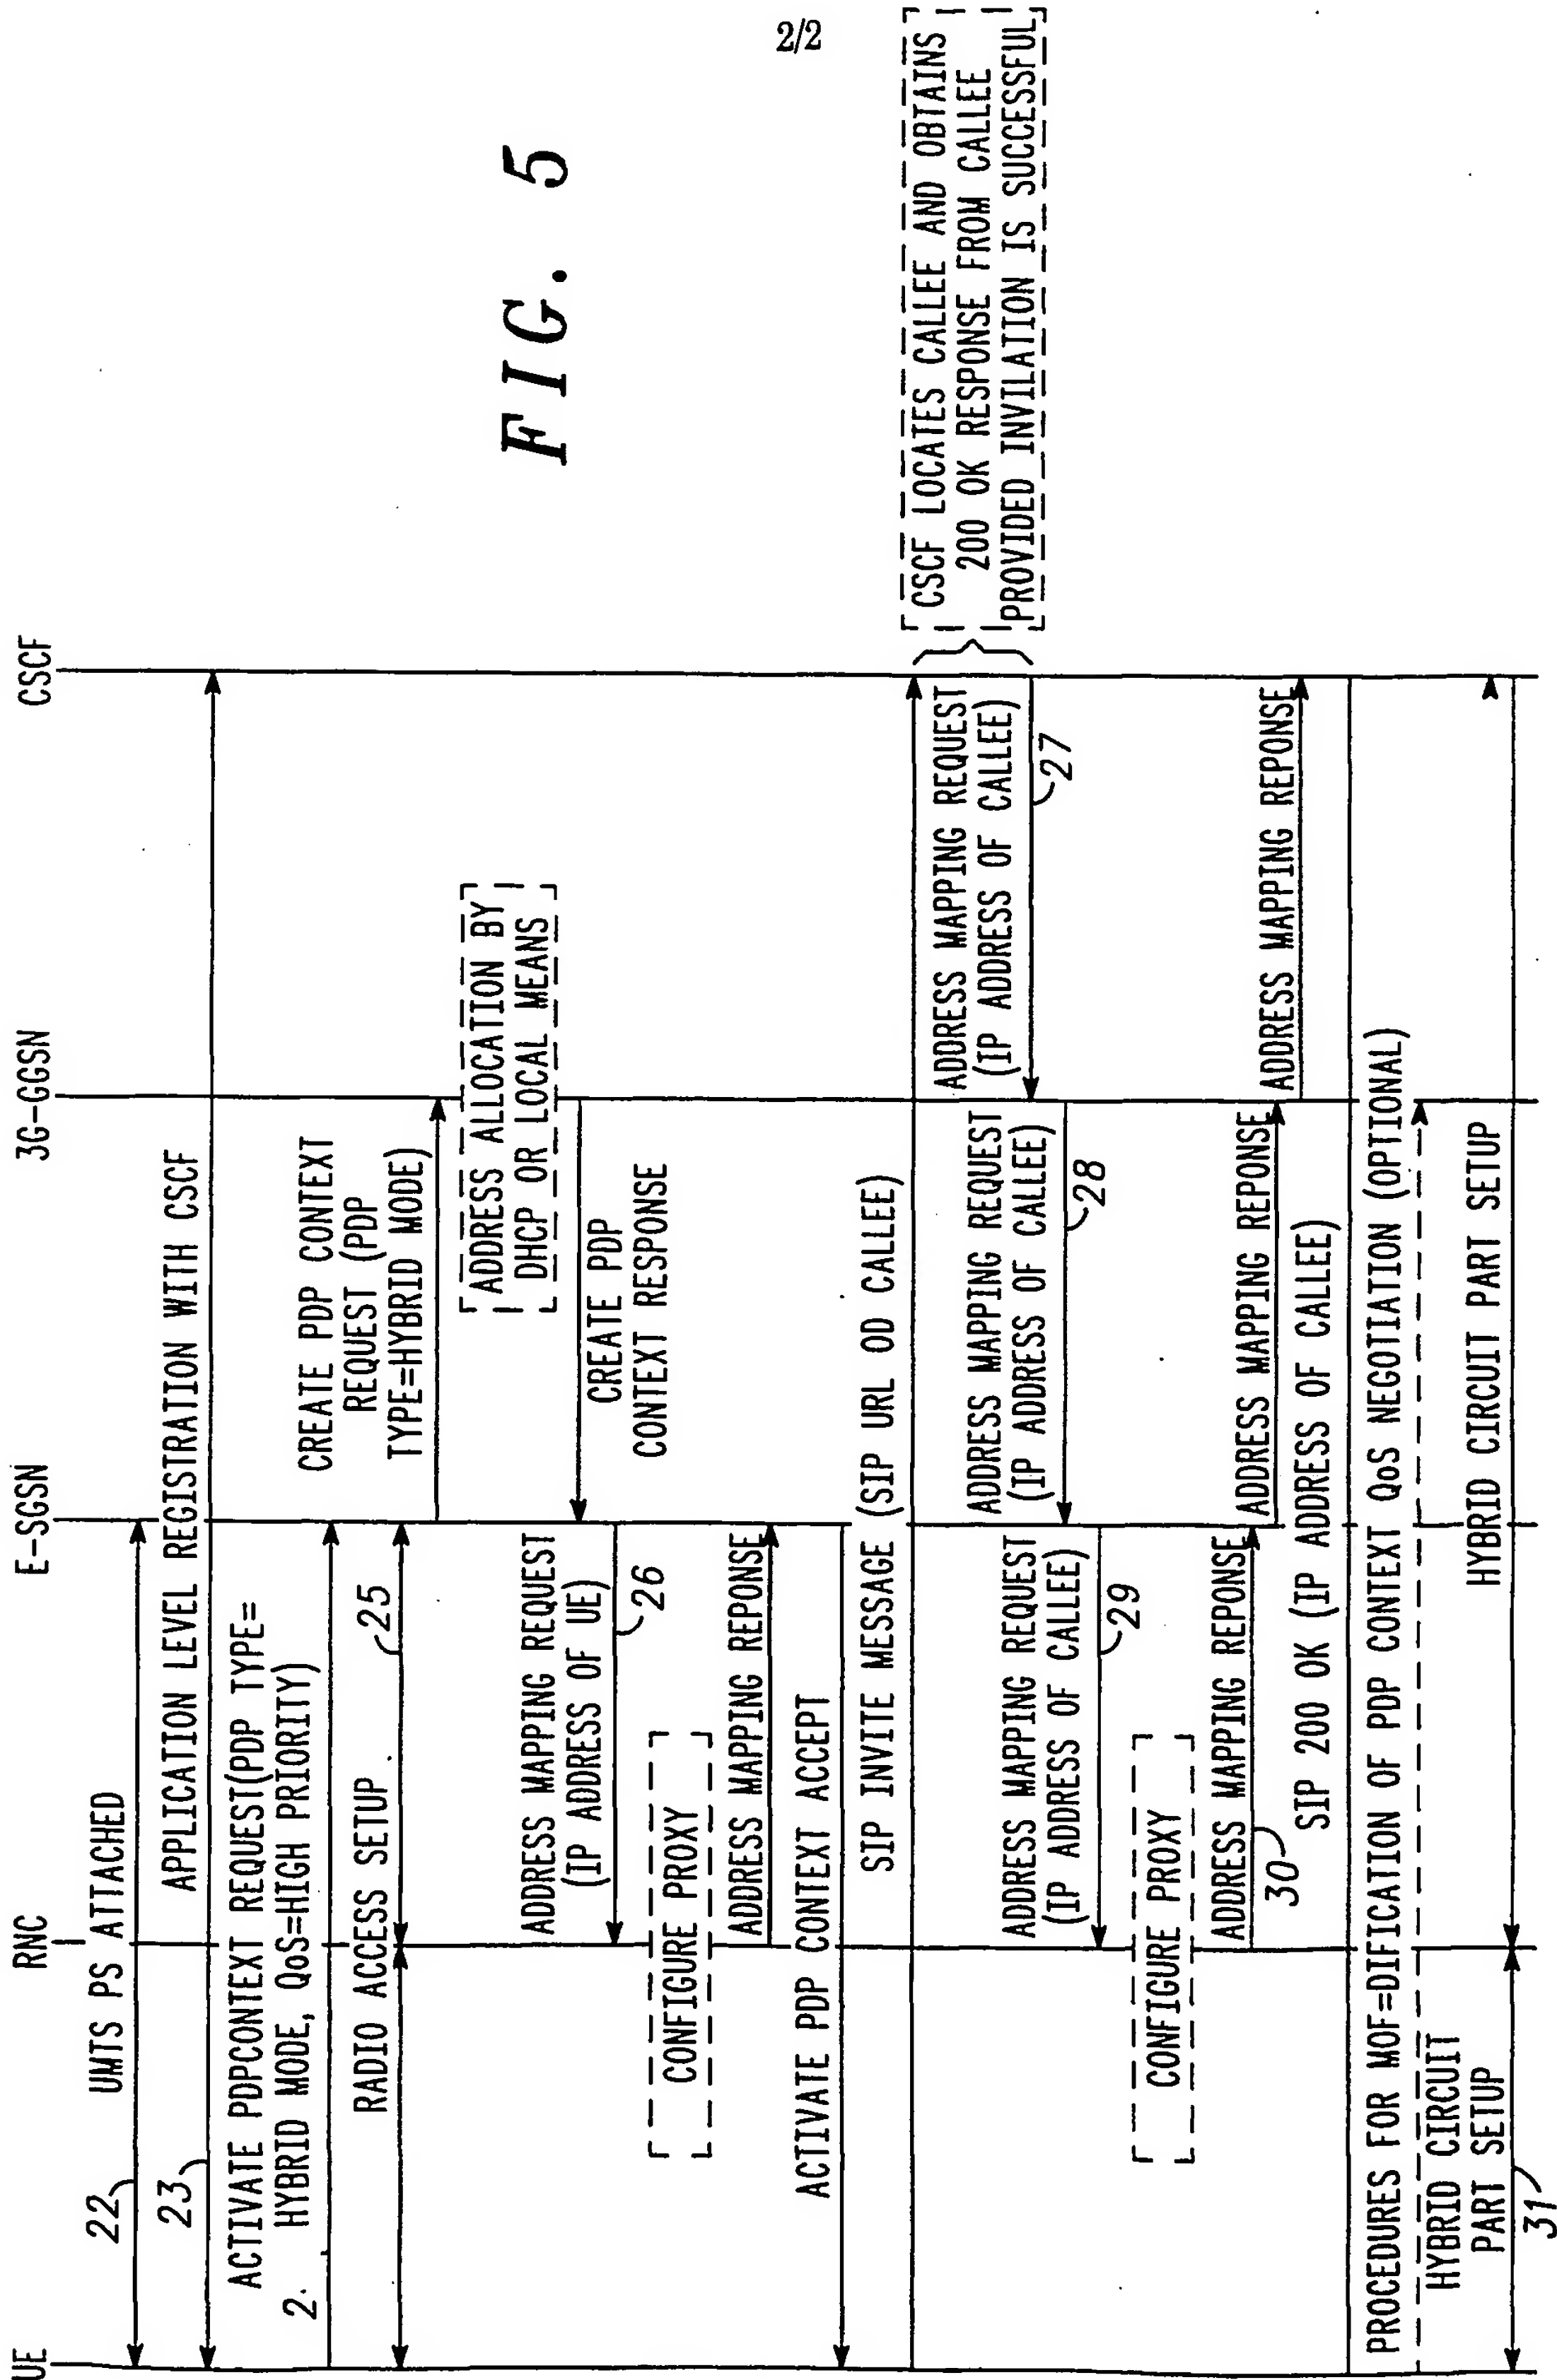 2/2
UE
RNC
E-SGSN
3G-GGSN
CSCF
UMTS PS ATTACHED
22
APPLICATION LEVEL REGISTRATION WITH CSCF
23
ACTIVATE PDPCONTEXT REQUEST(PDP TYPE=
HYBRID MODE, QoS=HIGH PRIORITY)
2
RADIO ACCESS SETUP
25
CREATE PDP CONTEXT
REQUEST (PDP
TYPE=HYBRID MODE)
ADDRESS ALLOCATION BY
DHCP OR LOCAL MEANS
CREATE PDP
CONTEXT RESPONSE
ADDRESS MAPPING REQUEST
(IP ADDRESS OF UE)
26
CONFIGURE PROXY
ADDRESS MAPPING REPONSE
ACTIVATE PDP CONTEXT ACCEPT
SIP INVITE MESSAGE (SIP URL OD CALLEE)
CSCF LOCATES CALLEE AND OBTAINS
200 OK RESPONSE FROM CALLEE
PROVIDED INVILATION IS SUCCESSFUL
ADDRESS MAPPING REQUEST
(IP ADDRESS OF CALLEE)
27
ADDRESS MAPPING REQUEST
(IP ADDRESS OF CALLEE)
28
ADDRESS MAPPING REQUEST
(IP ADDRESS OF CALLEE)
29
CONFIGURE PROXY
ADDRESS MAPPING REPONSE
30
ADDRESS MAPPING REPONSE
ADDRESS MAPPING REPONSE
SIP 200 OK (IP ADDRESS OF CALLEE)
PROCEDURES FOR MOF=DIFICATION OF PDP CONTEXT QoS NEGOTIATION (OPTIONAL)
HYBRID CIRCUIT
PART SETUP
31
HYBRID CIRCUIT PART SETUP
FIG. 5